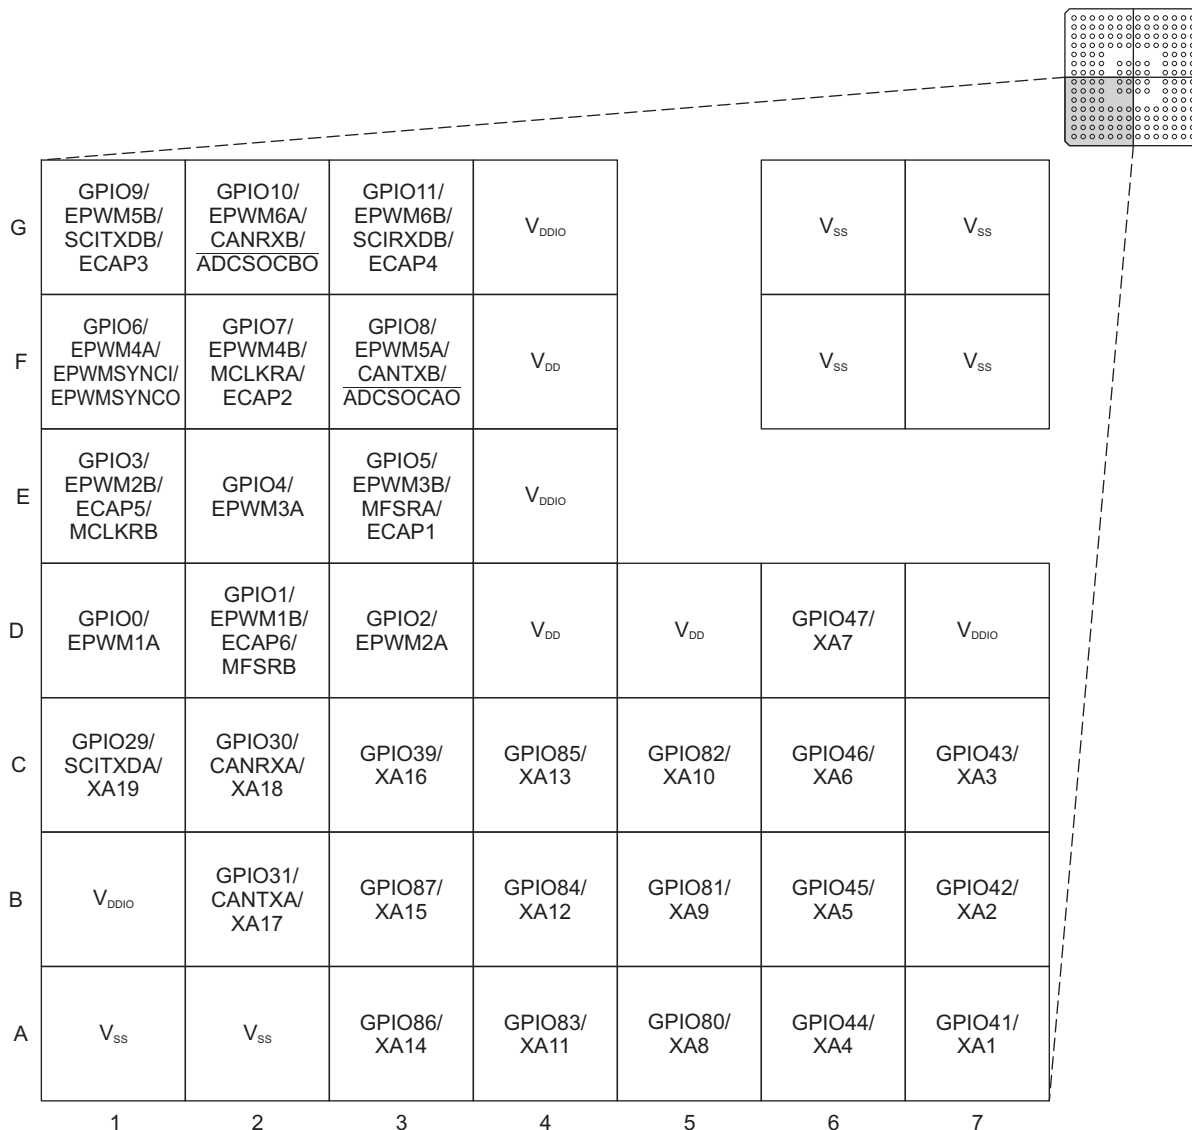 G
GPIO9/
EPWM5B/
SCITXDB/
ECAP3
GPIO10/
EPWM6A/
CANRXB/
ADCSOCBO
GPIO11/
EPWM6B/
SCIRXDB/
ECAP4
VDDIO
VSS
VSS
F
GPIO6/
EPWM4A/
EPWMSYNCI/
EPWMSYNCO
GPIO7/
EPWM4B/
MCLKRA/
ECAP2
GPIO8/
EPWM5A/
CANTXB/
ADCSOCAO
VDD
VSS
VSS
E
GPIO3/
EPWM2B/
ECAP5/
MCLKRB
GPIO4/
EPWM3A
GPIO5/
EPWM3B/
MFSRA/
ECAP1
VDDIO
D
GPIO0/
EPWM1A
GPIO1/
EPWM1B/
ECAP6/
MFSRB
GPIO2/
EPWM2A
VDD
VDD
GPIO47/
XA7
VDDIO
C
GPIO29/
SCITXDA/
XA19
GPIO30/
CANRXA/
XA18
GPIO39/
XA16
GPIO85/
XA13
GPIO82/
XA10
GPIO46/
XA6
GPIO43/
XA3
B
VDDIO
GPIO31/
CANTXA/
XA17
GPIO87/
XA15
GPIO84/
XA12
GPIO81/
XA9
GPIO45/
XA5
GPIO42/
XA2
A
VSS
VSS
GPIO86/
XA14
GPIO83/
XA11
GPIO80/
XA8
GPIO44/
XA4
GPIO41/
XA1
1 2 3 4 5 6 7